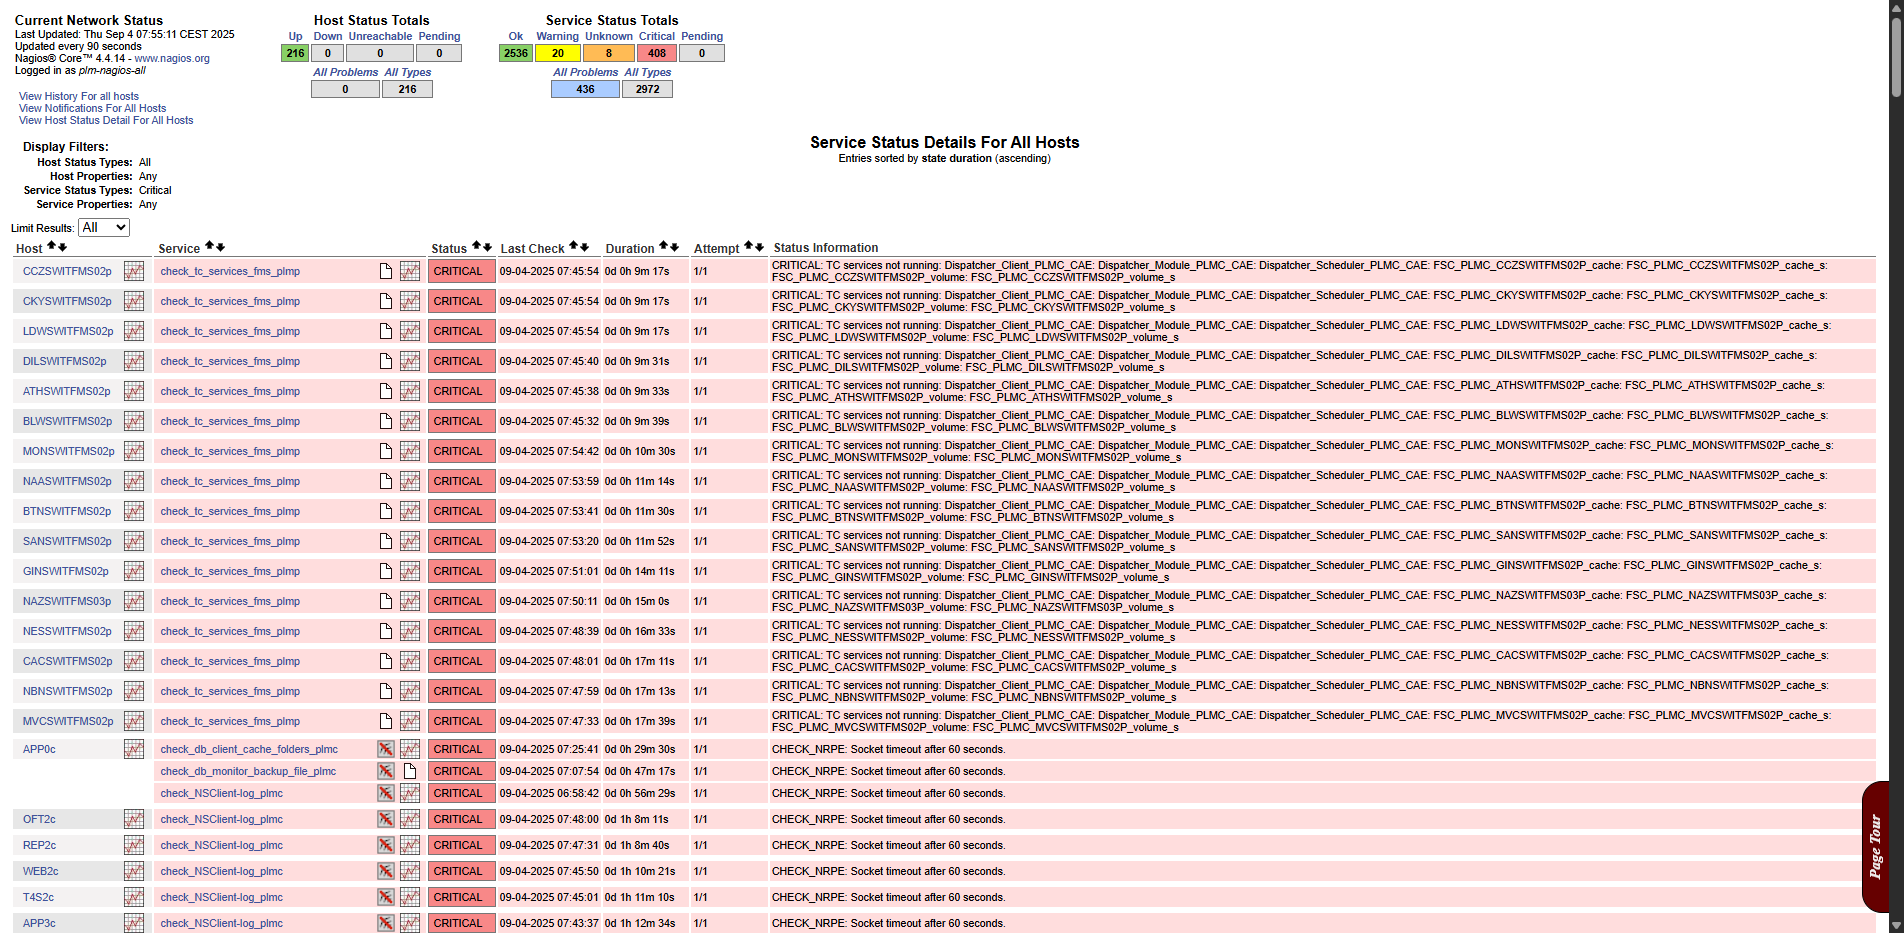 Current Network Status
Last Updated: Thu Sep 4 07:55:11 CEST 2025
Updated every 90 seconds
Nagios® Core™ 4.4.14 - www.nagios.org
Logged in as plm-nagios-all
View History For all hosts
View Notifications For All Hosts
View Host Status Detail For All Hosts
Host Status Totals
Up Down Unreachable Pending
216 0 0 0
All Problems All Types
0 216
Service Status Totals
Ok Warning Unknown Critical Pending
2536 20 8 408 0
All Problems All Types
436 2972
Display Filters:
Host Status Types: All
Host Properties: Any
Service Status Types: Critical
Service Properties: Any
Service Status Details For All Hosts
Entries sorted by state duration (ascending)
Limit Results: All
Host Service Status Last Check Duration Attempt Status Information
CCZSWITFMS02p check_tc_services_fms_plmp CRITICAL 09-04-2025 07:45:54 0d 0h 9m 17s 1/1 CRITICAL: TC services not running: Dispatcher_Client_PLMC_CAE: Dispatcher_Module_PLMC_CAE: Dispatcher_Scheduler_PLMC_CAE: FSC_PLMC_CCZSWITFMS02P_cache: FSC_PLMC_CCZSWITFMS02P_cache_s:
FSC_PLMC_CCZSWITFMS02P_volume: FSC_PLMC_CCZSWITFMS02P_volume_s
CKYSWITFMS02p check_tc_services_fms_plmp CRITICAL 09-04-2025 07:45:54 0d 0h 9m 17s 1/1 CRITICAL: TC services not running: Dispatcher_Client_PLMC_CAE: Dispatcher_Module_PLMC_CAE: Dispatcher_Scheduler_PLMC_CAE: FSC_PLMC_CKYSWITFMS02P_cache: FSC_PLMC_CKYSWITFMS02P_cache_s:
FSC_PLMC_CKYSWITFMS02P_volume: FSC_PLMC_CKYSWITFMS02P_volume_s
LDWSWITFMS02p check_tc_services_fms_plmp CRITICAL 09-04-2025 07:45:54 0d 0h 9m 17s 1/1 CRITICAL: TC services not running: Dispatcher_Client_PLMC_CAE: Dispatcher_Module_PLMC_CAE: Dispatcher_Scheduler_PLMC_CAE: FSC_PLMC_LDWSWITFMS02P_cache: FSC_PLMC_LDWSWITFMS02P_cache_s:
FSC_PLMC_LDWSWITFMS02P_volume: FSC_PLMC_LDWSWITFMS02P_volume_s
DILSWITFMS02p check_tc_services_fms_plmp CRITICAL 09-04-2025 07:45:40 0d 0h 9m 31s 1/1 CRITICAL: TC services not running: Dispatcher_Client_PLMC_CAE: Dispatcher_Module_PLMC_CAE: Dispatcher_Scheduler_PLMC_CAE: FSC_PLMC_DILSWITFMS02P_cache: FSC_PLMC_DILSWITFMS02P_cache_s:
FSC_PLMC_DILSWITFMS02P_volume: FSC_PLMC_DILSWITFMS02P_volume_s
ATHSWITFMS02p check_tc_services_fms_plmp CRITICAL 09-04-2025 07:45:38 0d 0h 9m 33s 1/1 CRITICAL: TC services not running: Dispatcher_Client_PLMC_CAE: Dispatcher_Module_PLMC_CAE: Dispatcher_Scheduler_PLMC_CAE: FSC_PLMC_ATHSWITFMS02P_cache: FSC_PLMC_ATHSWITFMS02P_cache_s:
FSC_PLMC_ATHSWITFMS02P_volume: FSC_PLMC_ATHSWITFMS02P_volume_s
BLWSWITFMS02p check_tc_services_fms_plmp CRITICAL 09-04-2025 07:45:32 0d 0h 9m 39s 1/1 CRITICAL: TC services not running: Dispatcher_Client_PLMC_CAE: Dispatcher_Module_PLMC_CAE: Dispatcher_Scheduler_PLMC_CAE: FSC_PLMC_BLWSWITFMS02P_cache: FSC_PLMC_BLWSWITFMS02P_cache_s:
FSC_PLMC_BLWSWITFMS02P_volume: FSC_PLMC_BLWSWITFMS02P_volume_s
MONSWITFMS02p check_tc_services_fms_plmp CRITICAL 09-04-2025 07:54:42 0d 0h 10m 30s 1/1 CRITICAL: TC services not running: Dispatcher_Client_PLMC_CAE: Dispatcher_Module_PLMC_CAE: Dispatcher_Scheduler_PLMC_CAE: FSC_PLMC_MONSWITFMS02P_cache: FSC_PLMC_MONSWITFMS02P_cache_s:
FSC_PLMC_MONSWITFMS02P_volume: FSC_PLMC_MONSWITFMS02P_volume_s
NAASWITFMS02p check_tc_services_fms_plmp CRITICAL 09-04-2025 07:53:59 0d 0h 11m 14s 1/1 CRITICAL: TC services not running: Dispatcher_Client_PLMC_CAE: Dispatcher_Module_PLMC_CAE: Dispatcher_Scheduler_PLMC_CAE: FSC_PLMC_NAASWITFMS02P_cache: FSC_PLMC_NAASWITFMS02P_cache_s:
FSC_PLMC_NAASWITFMS02P_volume: FSC_PLMC_NAASWITFMS02P_volume_s
BTNSWITFMS02p check_tc_services_fms_plmp CRITICAL 09-04-2025 07:53:41 0d 0h 11m 30s 1/1 CRITICAL: TC services not running: Dispatcher_Client_PLMC_CAE: Dispatcher_Module_PLMC_CAE: Dispatcher_Scheduler_PLMC_CAE: FSC_PLMC_BTNSWITFMS02P_cache: FSC_PLMC_BTNSWITFMS02P_cache_s:
FSC_PLMC_BTNSWITFMS02P_volume: FSC_PLMC_BTNSWITFMS02P_volume_s
SANSWITFMS02p check_tc_services_fms_plmp CRITICAL 09-04-2025 07:53:20 0d 0h 11m 52s 1/1 CRITICAL: TC services not running: Dispatcher_Client_PLMC_CAE: Dispatcher_Module_PLMC_CAE: Dispatcher_Scheduler_PLMC_CAE: FSC_PLMC_SANSWITFMS02P_cache: FSC_PLMC_SANSWITFMS02P_cache_s:
FSC_PLMC_SANSWITFMS02P_volume: FSC_PLMC_SANSWITFMS02P_volume_s
GINSWITFMS02p check_tc_services_fms_plmp CRITICAL 09-04-2025 07:51:01 0d 0h 14m 11s 1/1 CRITICAL: TC services not running: Dispatcher_Client_PLMC_CAE: Dispatcher_Module_PLMC_CAE: Dispatcher_Scheduler_PLMC_CAE: FSC_PLMC_GINSWITFMS02P_cache: FSC_PLMC_GINSWITFMS02P_cache_s:
FSC_PLMC_GINSWITFMS02P_volume: FSC_PLMC_GINSWITFMS02P_volume_s
NAZSWITFMS03p check_tc_services_fms_plmp CRITICAL 09-04-2025 07:50:11 0d 0h 15m 0s 1/1 CRITICAL: TC services not running: Dispatcher_Client_PLMC_CAE: Dispatcher_Module_PLMC_CAE: Dispatcher_Scheduler_PLMC_CAE: FSC_PLMC_NAZSWITFMS03P_cache: FSC_PLMC_NAZSWITFMS03P_cache_s:
FSC_PLMC_NAZSWITFMS03P_volume: FSC_PLMC_NAZSWITFMS03P_volume_s
NESSWITFMS02p check_tc_services_fms_plmp CRITICAL 09-04-2025 07:48:39 0d 0h 16m 33s 1/1 CRITICAL: TC services not running: Dispatcher_Client_PLMC_CAE: Dispatcher_Module_PLMC_CAE: Dispatcher_Scheduler_PLMC_CAE: FSC_PLMC_NESSWITFMS02P_cache: FSC_PLMC_NESSWITFMS02P_cache_s:
FSC_PLMC_NESSWITFMS02P_volume: FSC_PLMC_NESSWITFMS02P_volume_s
CACSWITFMS02p check_tc_services_fms_plmp CRITICAL 09-04-2025 07:48:01 0d 0h 17m 11s 1/1 CRITICAL: TC services not running: Dispatcher_Client_PLMC_CAE: Dispatcher_Module_PLMC_CAE: Dispatcher_Scheduler_PLMC_CAE: FSC_PLMC_CACSWITFMS02P_cache: FSC_PLMC_CACSWITFMS02P_cache_s:
FSC_PLMC_CACSWITFMS02P_volume: FSC_PLMC_CACSWITFMS02P_volume_s
NBNSWITFMS02p check_tc_services_fms_plmp CRITICAL 09-04-2025 07:47:59 0d 0h 17m 13s 1/1 CRITICAL: TC services not running: Dispatcher_Client_PLMC_CAE: Dispatcher_Module_PLMC_CAE: Dispatcher_Scheduler_PLMC_CAE: FSC_PLMC_NBNSWITFMS02P_cache: FSC_PLMC_NBNSWITFMS02P_cache_s:
FSC_PLMC_NBNSWITFMS02P_volume: FSC_PLMC_NBNSWITFMS02P_volume_s
MVCSWITFMS02p check_tc_services_fms_plmp CRITICAL 09-04-2025 07:47:33 0d 0h 17m 39s 1/1 CRITICAL: TC services not running: Dispatcher_Client_PLMC_CAE: Dispatcher_Module_PLMC_CAE: Dispatcher_Scheduler_PLMC_CAE: FSC_PLMC_MVCSWITFMS02P_cache: FSC_PLMC_MVCSWITFMS02P_cache_s:
FSC_PLMC_MVCSWITFMS02P_volume: FSC_PLMC_MVCSWITFMS02P_volume_s
APP0c check_db_client_cache_folders_plmc CRITICAL 09-04-2025 07:25:41 0d 0h 29m 30s 1/1 CHECK_NRPE: Socket timeout after 60 seconds.
check_db_monitor_backup_file_plmc CRITICAL 09-04-2025 07:07:54 0d 0h 47m 17s 1/1 CHECK_NRPE: Socket timeout after 60 seconds.
check_NSClient-log_plmc CRITICAL 09-04-2025 06:58:42 0d 0h 56m 29s 1/1 CHECK_NRPE: Socket timeout after 60 seconds.
OFT2c check_NSClient-log_plmc CRITICAL 09-04-2025 07:48:00 0d 1h 8m 11s 1/1 CHECK_NRPE: Socket timeout after 60 seconds.
REP2c check_NSClient-log_plmc CRITICAL 09-04-2025 07:47:31 0d 1h 8m 40s 1/1 CHECK_NRPE: Socket timeout after 60 seconds.
WEB2c check_NSClient-log_plmc CRITICAL 09-04-2025 07:45:50 0d 1h 10m 21s 1/1 CHECK_NRPE: Socket timeout after 60 seconds.
T4S2c check_NSClient-log_plmc CRITICAL 09-04-2025 07:45:01 0d 1h 11m 10s 1/1 CHECK_NRPE: Socket timeout after 60 seconds.
APP3c check_NSClient-log_plmc CRITICAL 09-04-2025 07:43:37 0d 1h 12m 34s 1/1 CHECK_NRPE: Socket timeout after 60 seconds.
Page Tour